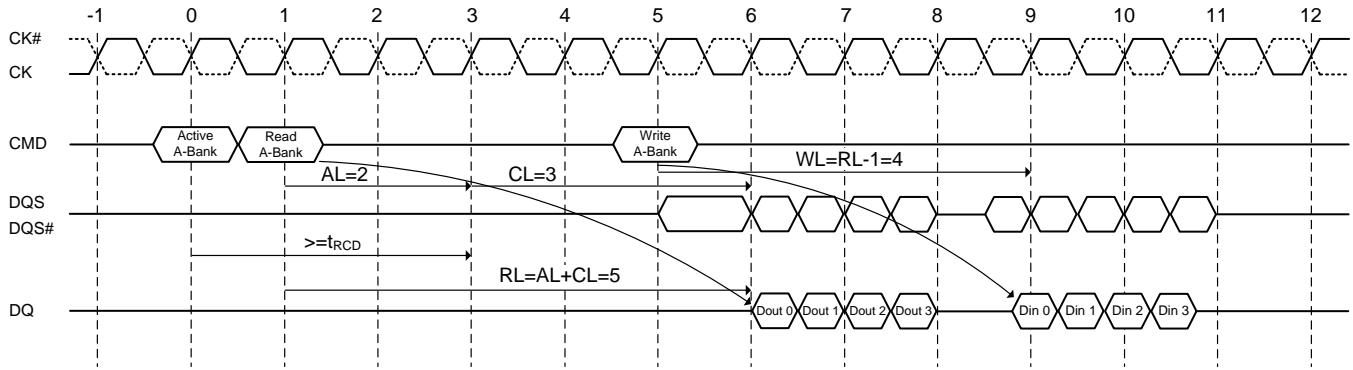 -1 0 1 2 3 4 5 6 7 8 9 10 11 12
CK#
CK
CMD
Active
A-Bank
Read
A-Bank
Write
A-Bank
WL=RL-1=4
AL=2
CL=3
DQS
DQS#
>=tRCD
RL=AL+CL=5
DQ
Dout 0 Dout 1 Dout 2 Dout 3 Din 0 Din 1 Din 2 Din 3